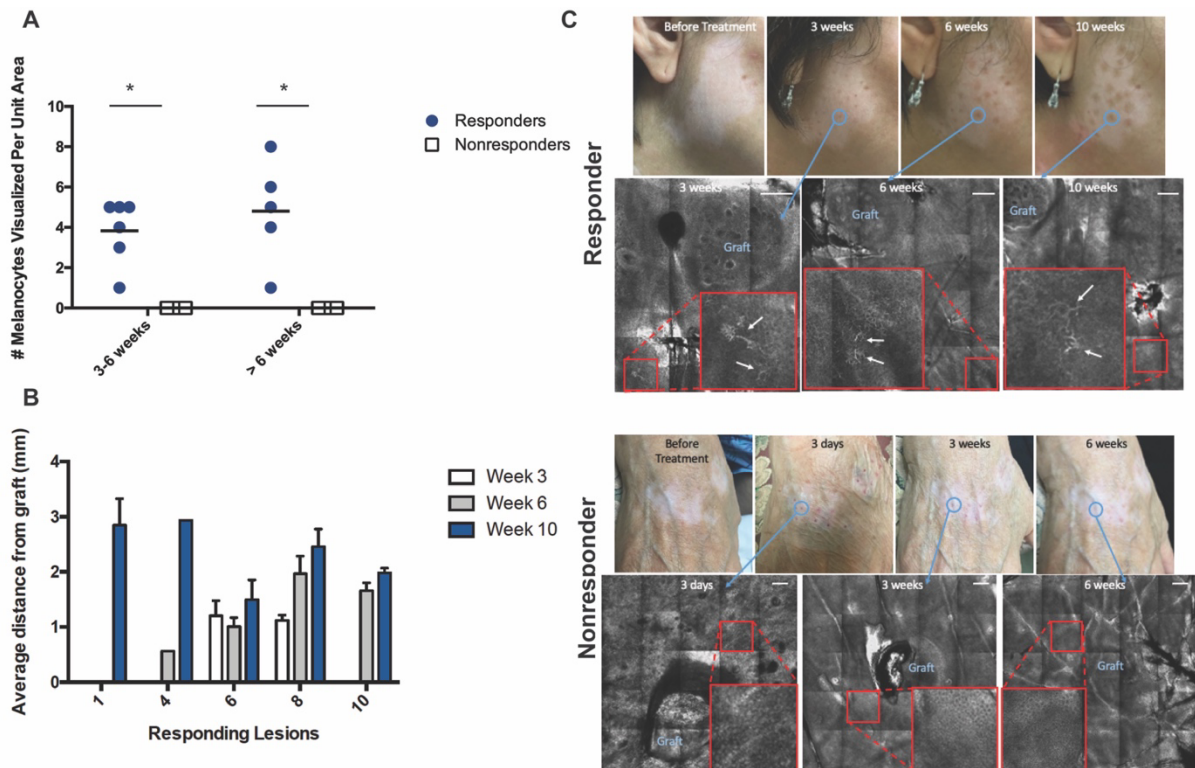 A
# Melanocytes Visualized Per Unit Area
10
8
6
4
2
0
*
*
3-6 weeks
> 6 weeks
Responders
Nonresponders
B
Average distance from graft (mm)
4
3
2
1
0
1
4
6
8
10
Responding Lesions
Week 3
Week 6
Week 10
C
Responder
Before Treatment
3 weeks
6 weeks
10 weeks
3 weeks
6 weeks
10 weeks
Graft
Graft
Graft
Nonresponder
Before
Treatment
3 days
3 weeks
6 weeks
3 days
3 weeks
6 weeks
Graft
Graft
Graft